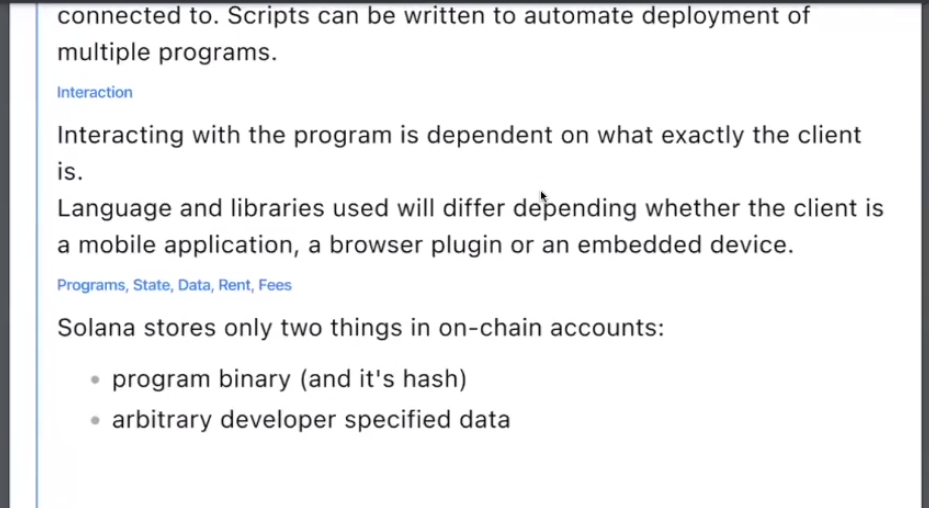 connected to. Scripts can be written to automate deployment of
multiple programs.
Interaction
Interacting with the program is dependent on what exactly the client
is.
Language and libraries used will differ depending whether the client is
a mobile application, a browser plugin or an embedded device.
Programs, State, Data, Rent, Fees
Solana stores only two things in on-chain accounts:
• program binary (and it's hash)
• arbitrary developer specified data